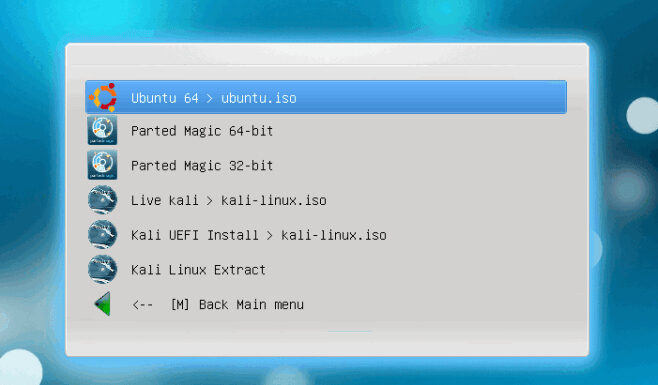 Ubuntu 64 > ubuntu.iso
Parted Magic 64-bit
Parted Magic 32-bit
Live kali > kali-linux.iso
Kali UEFI Install > kali-linux.iso
Kali Linux Extract
<-- [M] Back Main menu